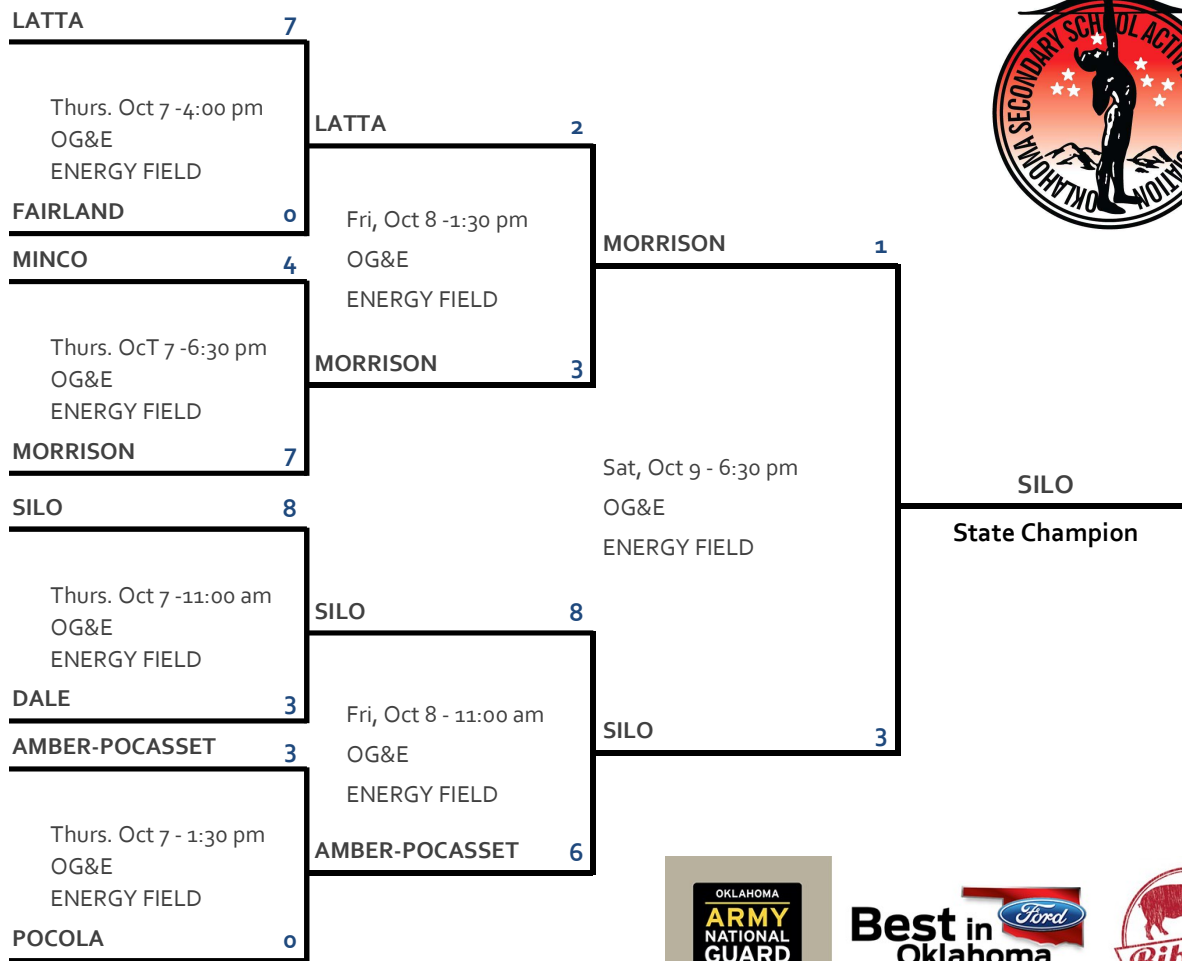 LATTA 7
Thurs. Oct 7 -4:00 pm
OG&E
ENERGY FIELD
FAIRLAND 0
MINCO 4
Thurs. OcT 7 -6:30 pm
OG&E
ENERGY FIELD
MORRISON 7
SILO 8
Thurs. Oct 7 -11:00 am
OG&E
ENERGY FIELD
DALE 3
AMBER-POCASSET 3
Thurs. Oct 7 - 1:30 pm
OG&E
ENERGY FIELD
POCOLA 0
LATTA 2
Fri, Oct 8 -1:30 pm
OG&E
ENERGY FIELD
MORRISON 3
SILO 8
Fri, Oct 8 - 11:00 am
OG&E
ENERGY FIELD
AMBER-POCASSET 6
MORRISON 1
Sat, Oct 9 - 6:30 pm
OG&E
ENERGY FIELD
SILO 3
SILO
State Champion
OKLAHOMA SECONDARY SCHOOL
OKLAHOMA
ARMY
NATIONAL
GUARD
Best in
Ford
Oklahoma